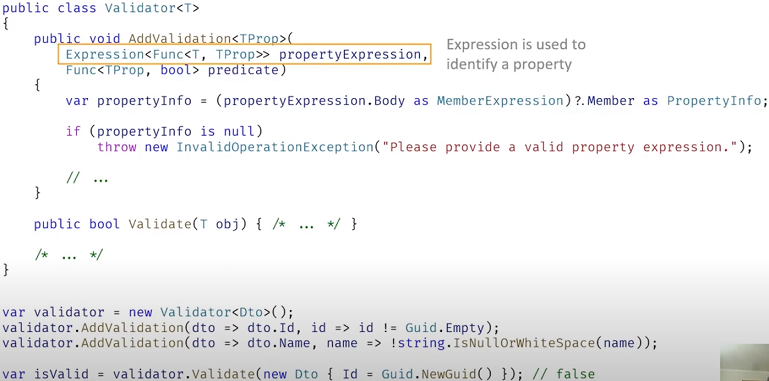 public class Validator<T>
{
public void AddValidation<TProp>(
Expression<Func<T, TProp>> propertyExpression,
Expression is used to
identify a property
Func<TProp, bool> predicate)
{
var propertyInfo = (propertyExpression.Body as MemberExpression)?.Member as PropertyInfo;
if (propertyInfo is null)
throw new InvalidOperationException("Please provide a valid property expression.");
// ...
}
public bool Validate(T obj) { /* ... */ }
/* ... */
}
var validator = new Validator<Dto>();
validator.AddValidation(dto => dto.Id, id => id != Guid.Empty);
validator.AddValidation(dto => dto.Name, name => !string.IsNullOrWhiteSpace(name));
var isValid = validator.Validate(new Dto { Id = Guid.NewGuid() }); // false